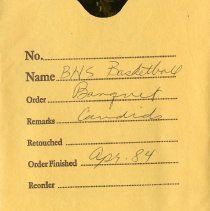 No.
Name BHS Basketball
Order Banquet
Remarks Candids
Retouched
Order Finished Apr. 84
Reorder